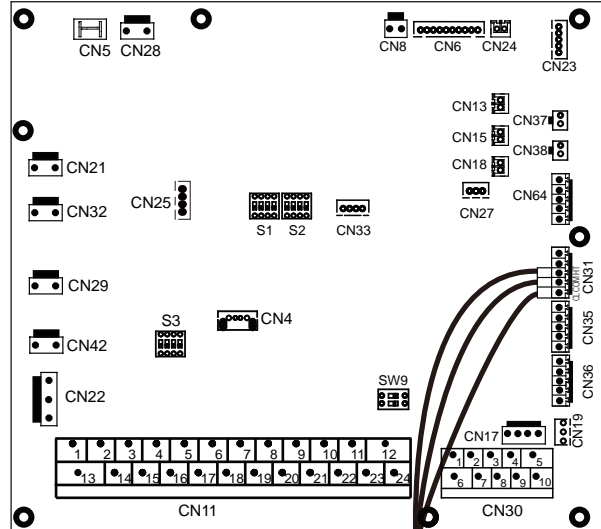 CN5
CN28
CN8
CN6
CN24
CN23
CN13
CN37
CN15
CN38
CN18
CN21
CN25
CN64
CN32
CN27
S1
S2
CN33
CN31
CL COM HT
CN29
CN4
S3
CN35
CN42
CN36
SW9
CN22
CN19
CN17
1 2 3 4 5 6 7 8 9 10 11 12
13 14 15 16 17 18 19 20 21 22 23 24
CN11
1 2 3 4 5
6 7 8 9 10
CN30